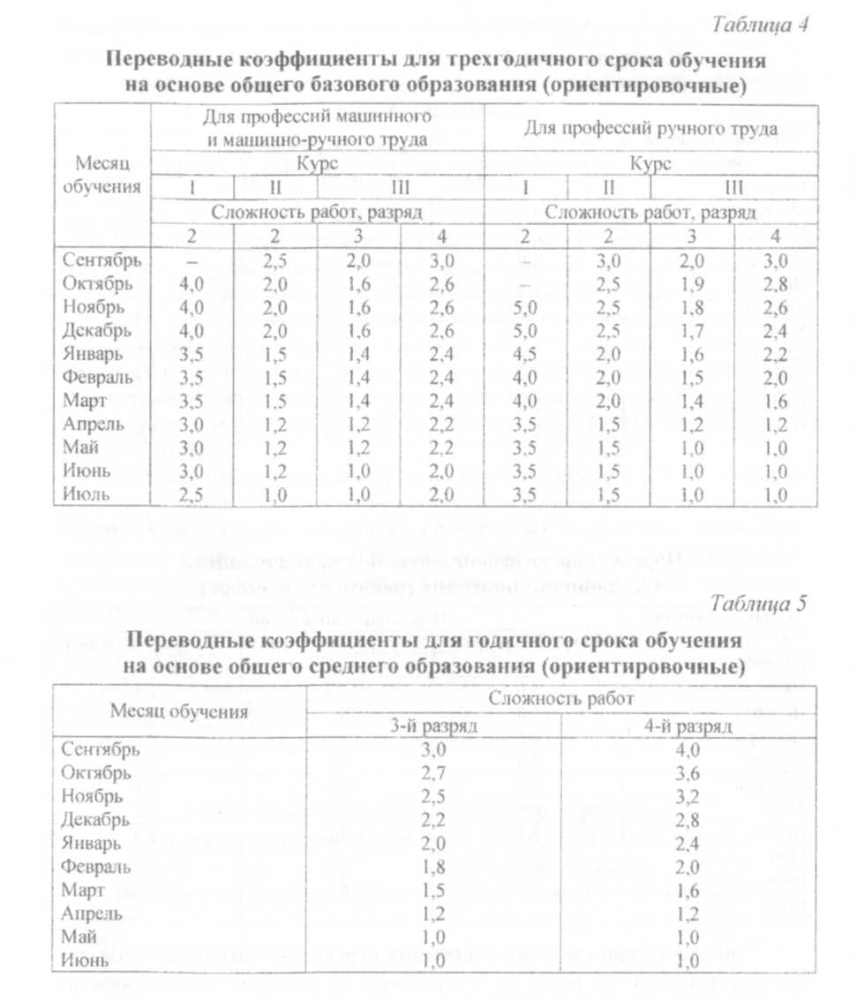 Таблица 4
Переводные коэффициенты для трехгодичного срока обучения
на основе общего базового образования (ориентировочные)
Месяц обучения Для профессий машинного и машинно-ручного труда Для профессий ручного труда
Курс Курс
I II III I II III
Сложность работ, разряд Сложность работ, разряд
2 2 3 4 2 2 3 4
Сентябрь – 2,5 2,0 3,0 3,0 2,0 3,0
Октябрь 4,0 2,0 1,6 2,6 – 2,5 1,9 2,8
Ноябрь 4,0 2,0 1,6 2,6 5,0 2,5 1,8 2,6
Декабрь 4,0 2,0 1,6 2,6 5,0 2,5 1,7 2,4
Январь 3,5 1,5 1,4 2,4 4,5 2,0 1,6 2,2
Февраль 3,5 1,5 1,4 2,4 4,0 2,0 1,5 2,0
Март 3,5 1,5 1,4 2,4 4,0 2,0 1,4 1,6
Апрель 3,0 1,2 1,2 2,2 3,5 1,5 1,2 1,2
Май 3,0 1,2 1,2 2,2 3,5 1,5 1,0 1,0
Июнь 3,0 1,2 1,0 2,0 3,5 1,5 1,0 1,0
Июль 2,5 1,0 1,0 2,0 3,5 1,5 1,0 1,0
Таблица 5
Переводные коэффициенты для годичного срока обучения
на основе общего среднего образования (ориентировочные)
Месяц обучения Сложность работ
3-й разряд 4-й разряд
Сентябрь 3,0 4,0
Октябрь 2,7 3,6
Ноябрь 2,5 3,2
Декабрь 2,2 2,8
Январь 2,0 2,4
Февраль 1,8 2,0
Март 1,5 1,6
Апрель 1,2 1,2
Май 1,0 1,0
Июнь 1,0 1,0